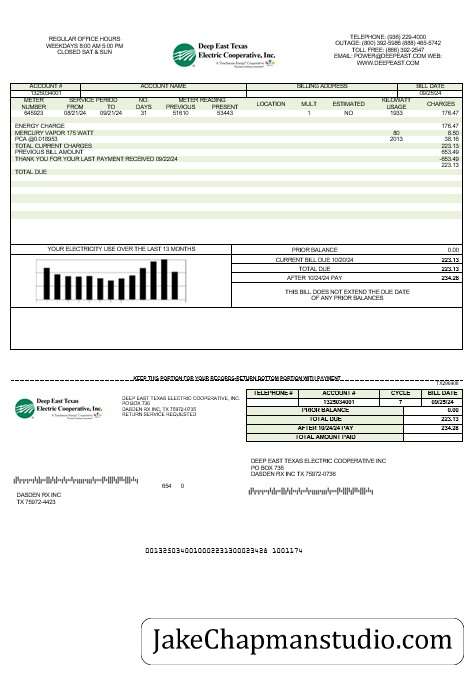 REGULAR OFFICE HOURS
WEEKDAYS 8:00 AM-5:00 PM
CLOSED SAT & SUN
Deep East Texas
Electric Cooperative, Inc.
TELEPHONE: (936) 229-4000
OUTAGE: (800) 392-5986 (888) 465-5742
TOLL FREE: (888) 392-2547
EMAIL: POWER@DEEPEAST.COM WEB:
WWW.DEEPEAST.COM
ACCOUNT # ACCOUNT NAME BILLING ADDRESS BILL DATE
1325034001 09/25/24
METER NUMBER SERVICE PERIOD FROM TO NO. DAYS METER READING PREVIOUS PRESENT LOCATION MULT ESTIMATED KILOWATT USAGE CHARGES
645923 08/21/24 09/21/24 31 51610 53443 1 NO 1933 176.47
ENERGY CHARGE 176.47
MERCURY VAPOR 175 WATT 80 8.50
PCA @0.018953 2013 38.16
TOTAL CURRENT CHARGES 223.13
PREVIOUS BILL AMOUNT 653.49
THANK YOU FOR YOUR LAST PAYMENT RECEIVED 09/22/24 -653.49
223.13
TOTAL DUE
YOUR ELECTRICITY USE OVER THE LAST 13 MONTHS
PRIOR BALANCE 0.00
CURRENT BILL DUE 10/20/24 223.13
TOTAL DUE 223.13
AFTER 10/24/24 PAY 234.28
THIS BILL DOES NOT EXTEND THE DUE DATE
OF ANY PRIOR BALANCES
KEEP THIS PORTION FOR YOUR RECORDS-RETURN BOTTOM PORTION WITH PAYMENT
Deep East Texas
Electric Cooperative, Inc.
DEEP EAST TEXAS ELECTRIC COOPERATIVE, INC.
PO BOX 736
DASDEN RX INC, TX 75972-0735
RETURN SERVICE REQUESTED
TELEPHONE # ACCOUNT # CYCLE BILL DATE
1325034001 7 09/25/24
PRIOR BALANCE 0.00
TOTAL DUE 223.13
AFTER 10/24/24 PAY 234.28
TOTAL AMOUNT PAID
DEEP EAST TEXAS ELECTRIC COOPERATIVE INC
PO BOX 736
DASDEN RX INC TX 75972-0736
654 0
DASDEN RX INC
TX 75972-4423
0013250340010002231300023428 1001174
JakeChapmanstudio.com